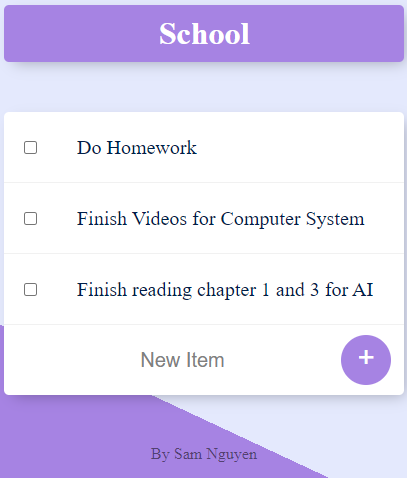 School
Do Homework
Finish Videos for Computer System
Finish reading chapter 1 and 3 for AI
New Item +
By Sam Nguyen